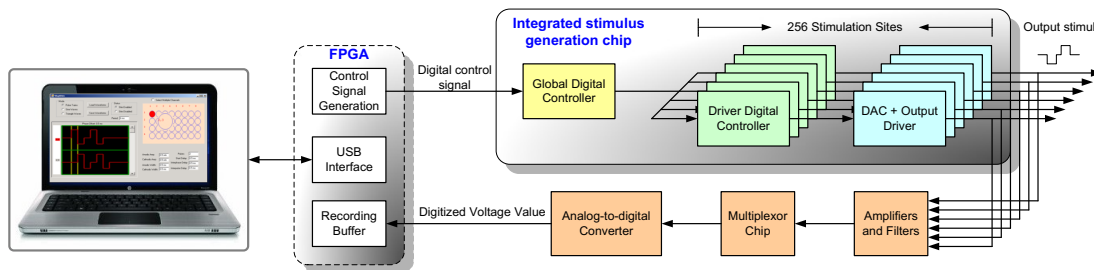 Integrated stimulus
generation chip
256 Stimulation Sites
Output stimuli
FPGA
Control
Signal
Generation
Digital control
signal
Global Digital
Controller
Driver Digital
Controller
DAC + Output
Driver
USB
Interface
Recording
Buffer
Digitized Voltage Value
Analog-to-digital
Converter
Multiplexor
Chip
Amplifiers
and Filters